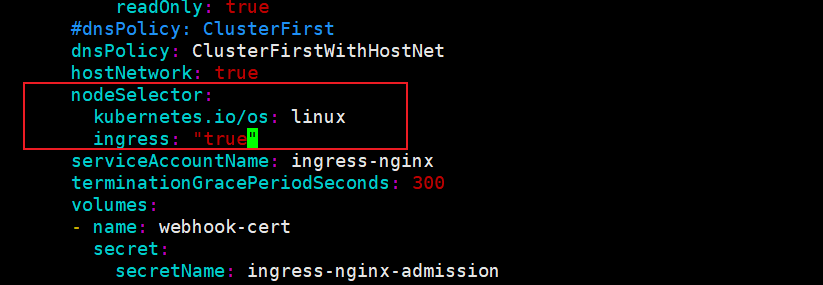 readOnly: true
#dnsPolicy: ClusterFirst
dnsPolicy: ClusterFirstWithHostNet
hostNetwork: true
nodeSelector:
  kubernetes.io/os: linux
  ingress: "true"
serviceAccountName: ingress-nginx
terminationGracePeriodSeconds: 300
volumes:
- name: webhook-cert
  secret:
    secretName: ingress-nginx-admission